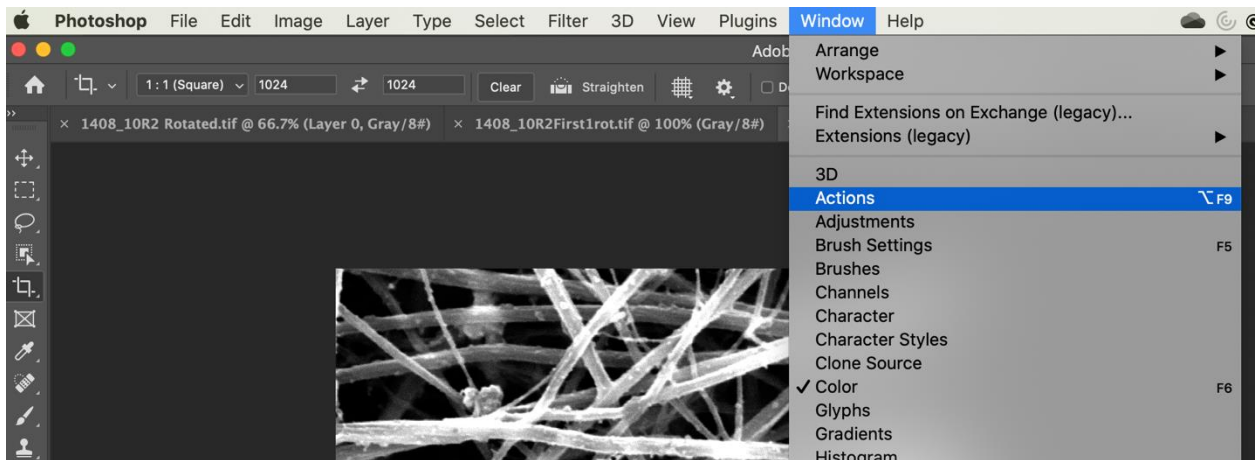 Photoshop File Edit Image Layer Type Select Filter 3D View Plugins Window Help
Adob
1 : 1 (Square) 1024 1024 Clear Straighten
× 1408_10R2 Rotated.tif @ 66.7% (Layer 0, Gray/8#) × 1408_10R2First1rot.tif @ 100% (Gray/8#)
Arrange
Workspace
Find Extensions on Exchange (legacy)...
Extensions (legacy)
3D
Actions ⌥F9
Adjustments
Brush Settings F5
Brushes
Channels
Character
Character Styles
Clone Source
✓ Color F6
Glyphs
Gradients
Histogram